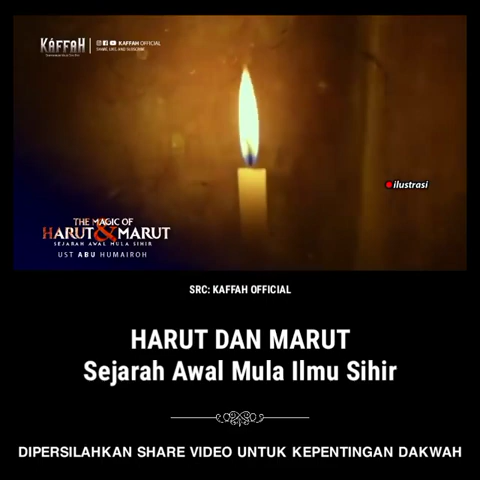 KAFFAH
KAFFAH OFFICIAL
SHARE, LIKE, AND SUBSCRIBE
ilustrasi
THE MAGIC OF
HARUT & MARUT
SEJARAH AWAL MULA SIHIR
UST ABU HUMAIROH
SRC: KAFFAH OFFICIAL
HARUT DAN MARUT
Sejarah Awal Mula Ilmu Sihir
DIPERSILAHKAN SHARE VIDEO UNTUK KEPENTINGAN DAKWAH